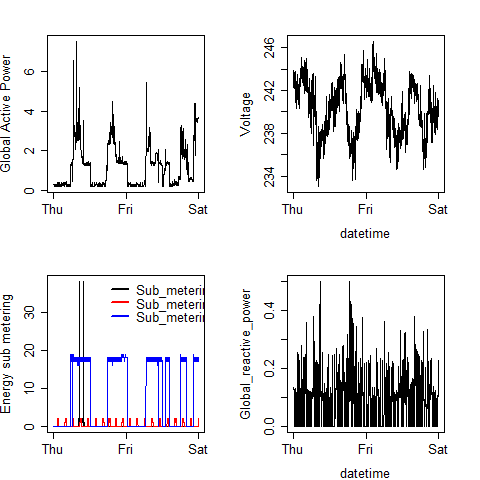 Global Active Power
0 2 4 6
Thu Fri Sat
Voltage
234 238 242 246
Thu Fri Sat
datetime
Energy sub metering
0 10 20 30
Sub_meterin
Sub_meterin
Sub_meterin
Thu Fri Sat
Global_reactive_power
0.0 0.2 0.4
Thu Fri Sat
datetime